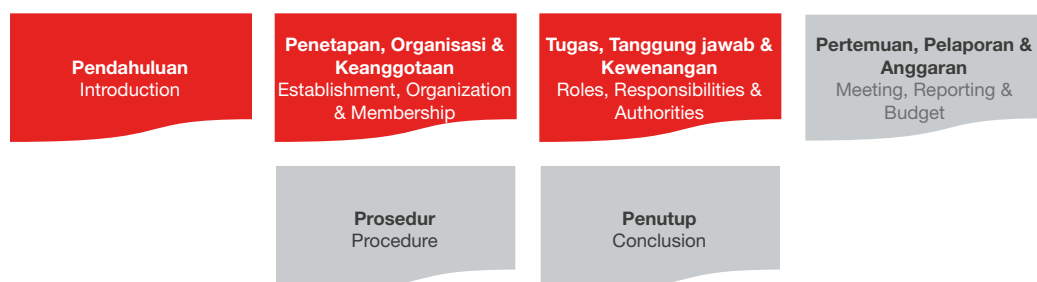 Pendahuluan
Introduction
Penetapan, Organisasi &
Keanggotaan
Establishment, Organization
& Membership
Tugas, Tanggung jawab &
Kewenangan
Roles, Responsibilities &
Authorities
Pertemuan, Pelaporan &
Anggaran
Meeting, Reporting &
Budget
Prosedur
Procedure
Penutup
Conclusion